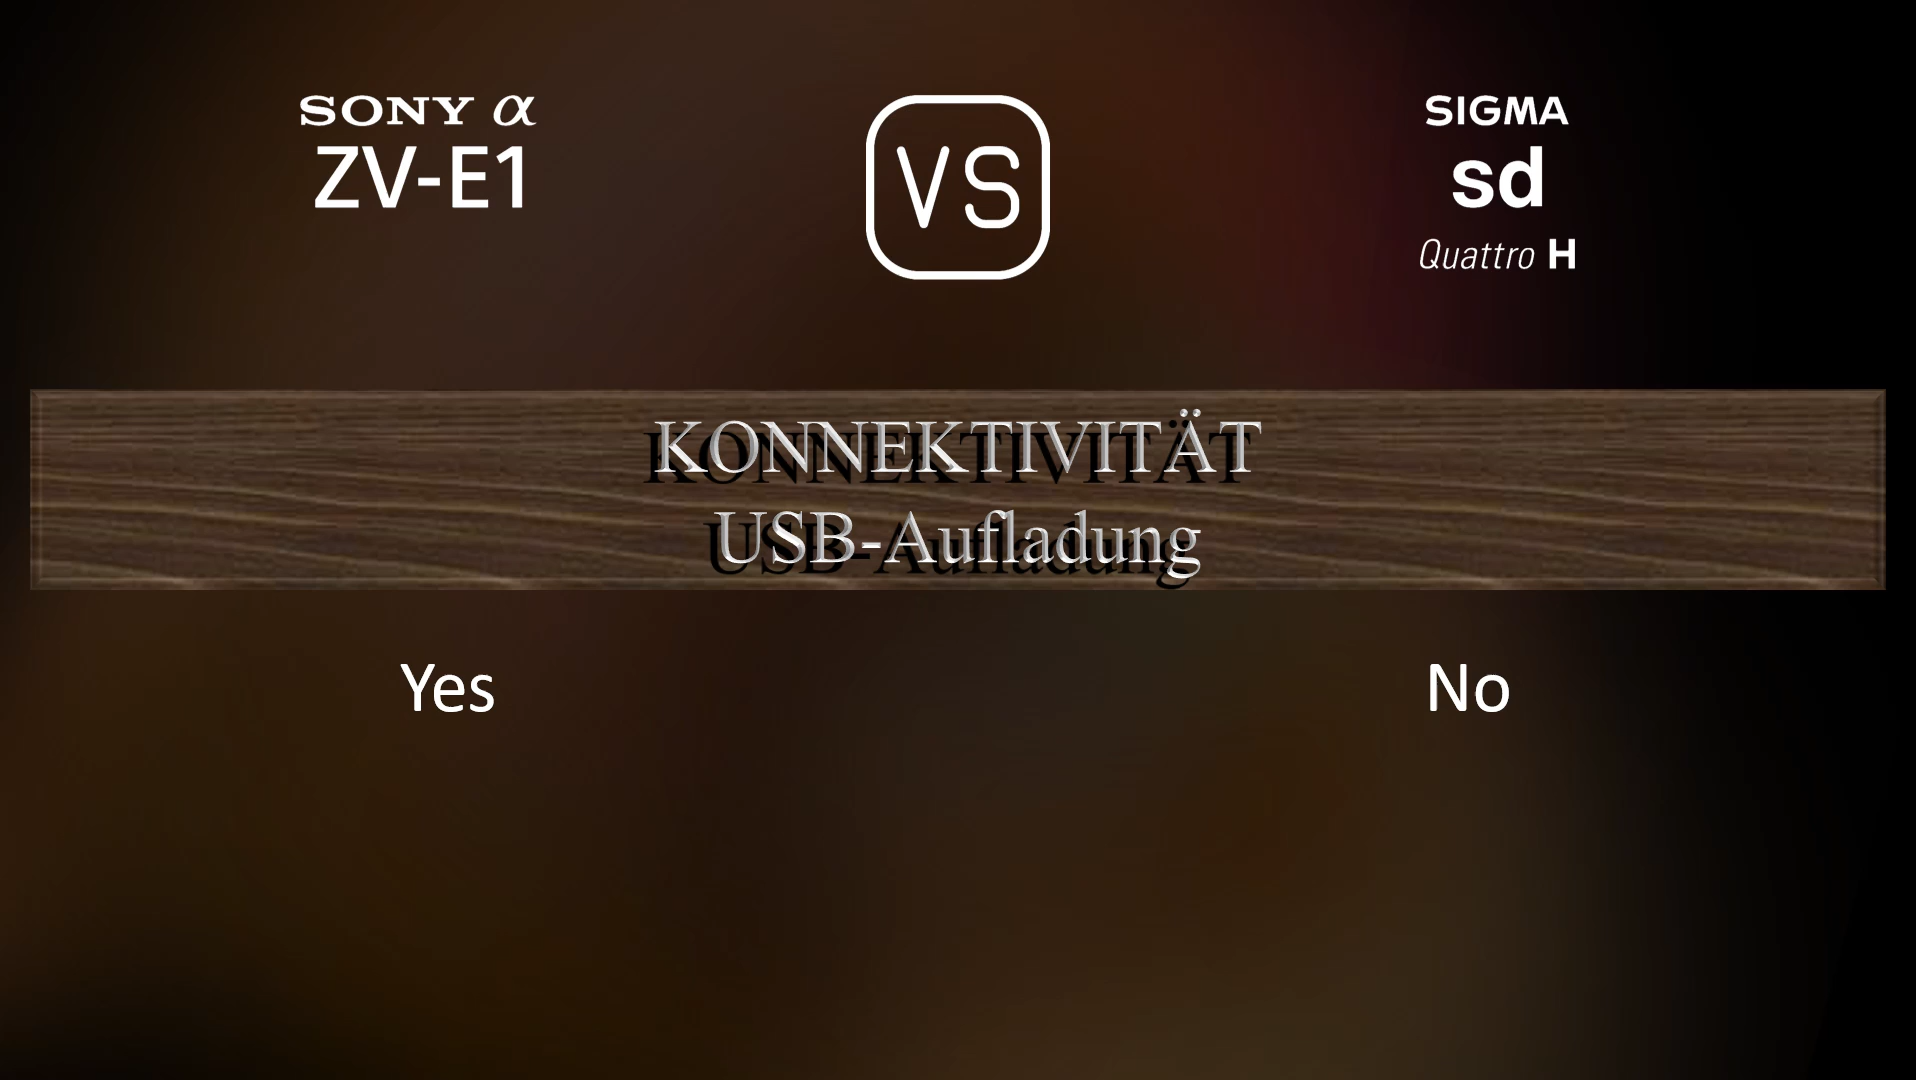 SONY α
ZV-E1
VS
SIGMA
sd
Quattro H
KONNEKTIVITÄT
USB-Aufladung
Yes
No